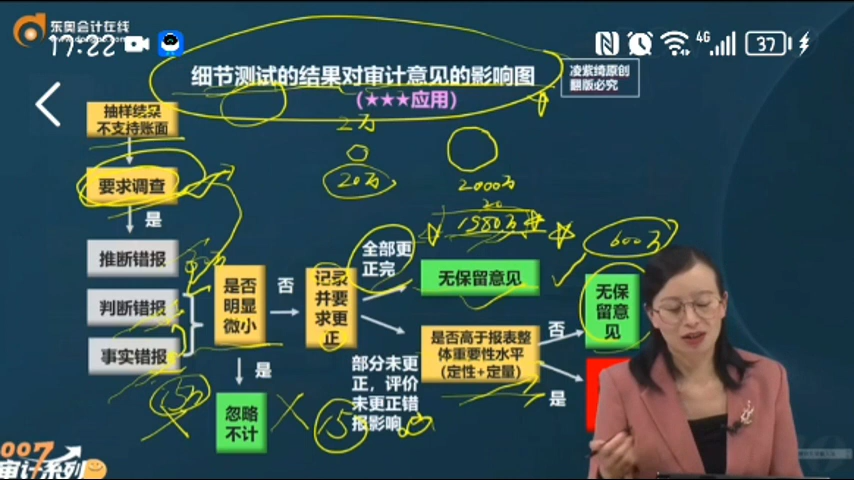 东奥会计在线
17:22
4G
37
细节测试的结果对审计意见的影响图
(★★★应用)
凌紫绮原创
翻版必究
抽样结果
不支持账面
2万
要求调查
20万
2000万
20
是
1980万
600万
推断错报
全部更
正完
无保留意见
判断错报
是否
明显
微小
否
记录
并要
求更
正
无保
留意
见
事实错报
是否高于报表整
体重要性水平
(定性+定量)
否
是
部分未更
正，评价
未更正错
报影响
是
忽略
不计
15万
007
审计系列